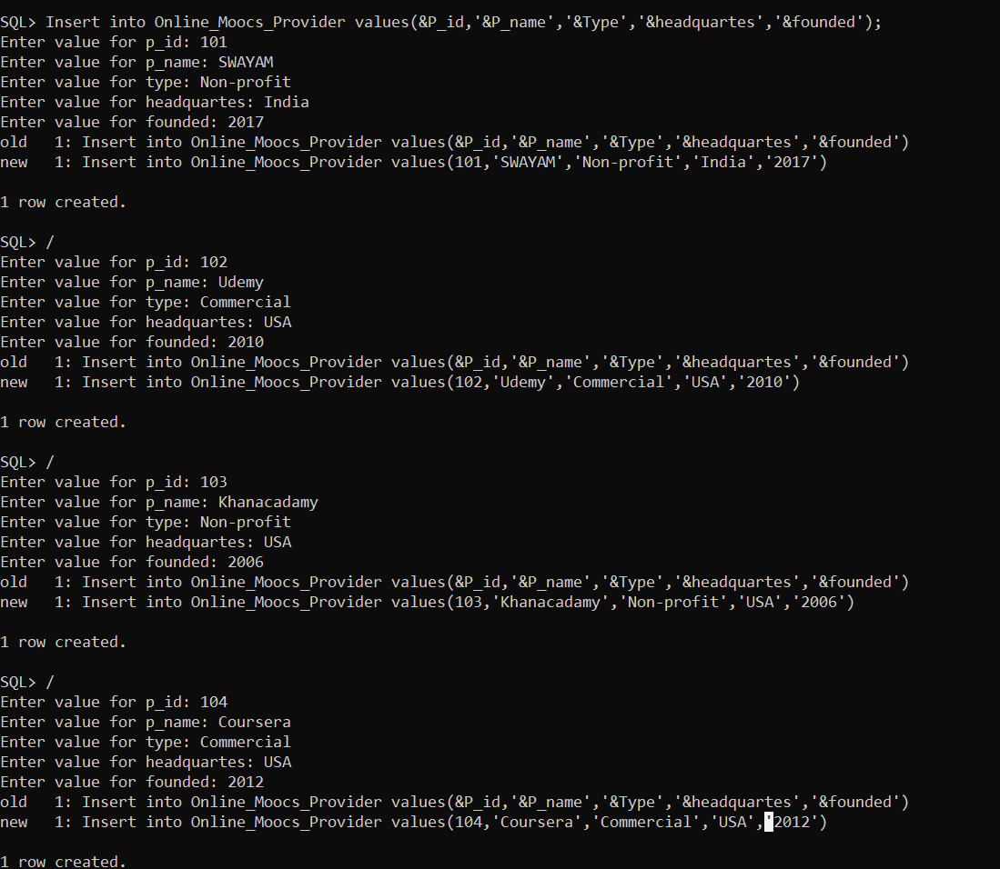 SQL> Insert into Online_Moocs_Provider values(&P_id,'&P_name','&Type','&headquartes','&founded');
Enter value for p_id: 101
Enter value for p_name: SWAYAM
Enter value for type: Non-profit
Enter value for headquartes: India
Enter value for founded: 2017
old   1: Insert into Online_Moocs_Provider values(&P_id,'&P_name','&Type','&headquartes','&founded')
new   1: Insert into Online_Moocs_Provider values(101,'SWAYAM','Non-profit','India','2017')
1 row created.
SQL> /
Enter value for p_id: 102
Enter value for p_name: Udemy
Enter value for type: Commercial
Enter value for headquartes: USA
Enter value for founded: 2010
old   1: Insert into Online_Moocs_Provider values(&P_id,'&P_name','&Type','&headquartes','&founded')
new   1: Insert into Online_Moocs_Provider values(102,'Udemy','Commercial','USA','2010')
1 row created.
SQL> /
Enter value for p_id: 103
Enter value for p_name: Khanacadamy
Enter value for type: Non-profit
Enter value for headquartes: USA
Enter value for founded: 2006
old   1: Insert into Online_Moocs_Provider values(&P_id,'&P_name','&Type','&headquartes','&founded')
new   1: Insert into Online_Moocs_Provider values(103,'Khanacadamy','Non-profit','USA','2006')
1 row created.
SQL> /
Enter value for p_id: 104
Enter value for p_name: Coursera
Enter value for type: Commercial
Enter value for headquartes: USA
Enter value for founded: 2012
old   1: Insert into Online_Moocs_Provider values(&P_id,'&P_name','&Type','&headquartes','&founded')
new   1: Insert into Online_Moocs_Provider values(104,'Coursera','Commercial','USA','2012')
1 row created.